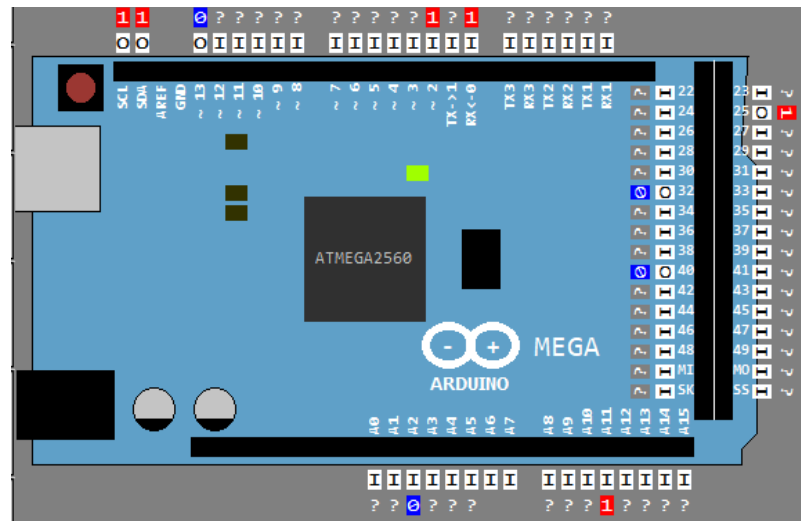 1 1 0 ? ? ? ? ? ? ? ? ? ? 1 ? 1 ? ? ? ? ? ?
O O O I I I I I I I I I I I I I I I I I I I
SCL SDA AREF GND ~ 13 ~ 12 ~ 11 ~ 10 ~ 9 ~ 8 ~ 7 ~ 6 ~ 5 ~ 4 ~ 3 ~ 2 TX->1 RX<-0 TX3 RX3 TX2 RX2 TX1 RX1
? I 22 23 I ?
? I 24 25 O 1
? I 26 27 I ?
? I 28 29 I ?
? I 30 31 I ?
0 O 32 33 I ?
? I 34 35 I ?
? I 36 37 I ?
? I 38 39 I ?
0 O 40 41 I ?
? I 42 43 I ?
? I 44 45 I ?
? I 46 47 I ?
? I 48 49 I ?
? I MI MO I ?
? I SK SS I ?
ATMEGA2560
- + MEGA
ARDUINO
A0 A1 A2 A3 A4 A5 A6 A7 A8 A9 A10 A11 A12 A13 A14 A15
I I I I I I I I I I I I I I I I
? ? 0 ? ? ? ? ? ? 1 ? ? ? ?